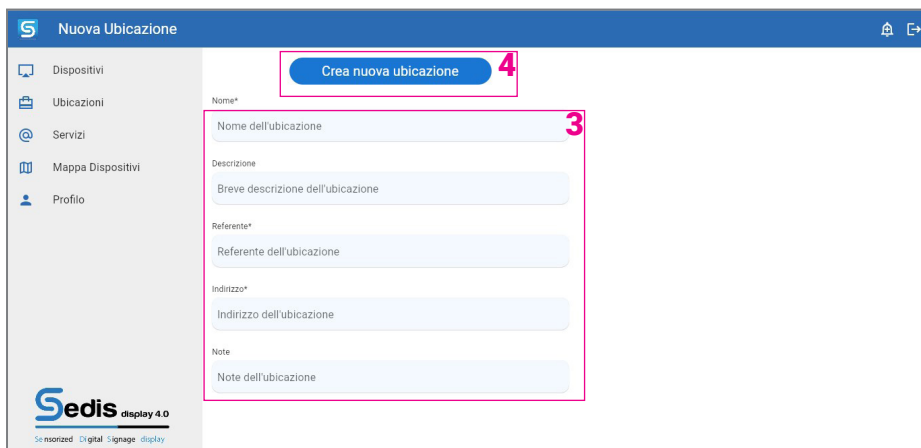 Nuova Ubicazione
Dispositivi
Ubicazioni
Servizi
Mappa Dispositivi
Profilo
Crea nuova ubicazione
4
3
Nome*
Nome dell'ubicazione
Descrizione
Breve descrizione dell'ubicazione
Referente*
Referente dell'ubicazione
Indirizzo*
Indirizzo dell'ubicazione
Note
Note dell'ubicazione
Sedis display 4.0
Sensorized Digital Signage display